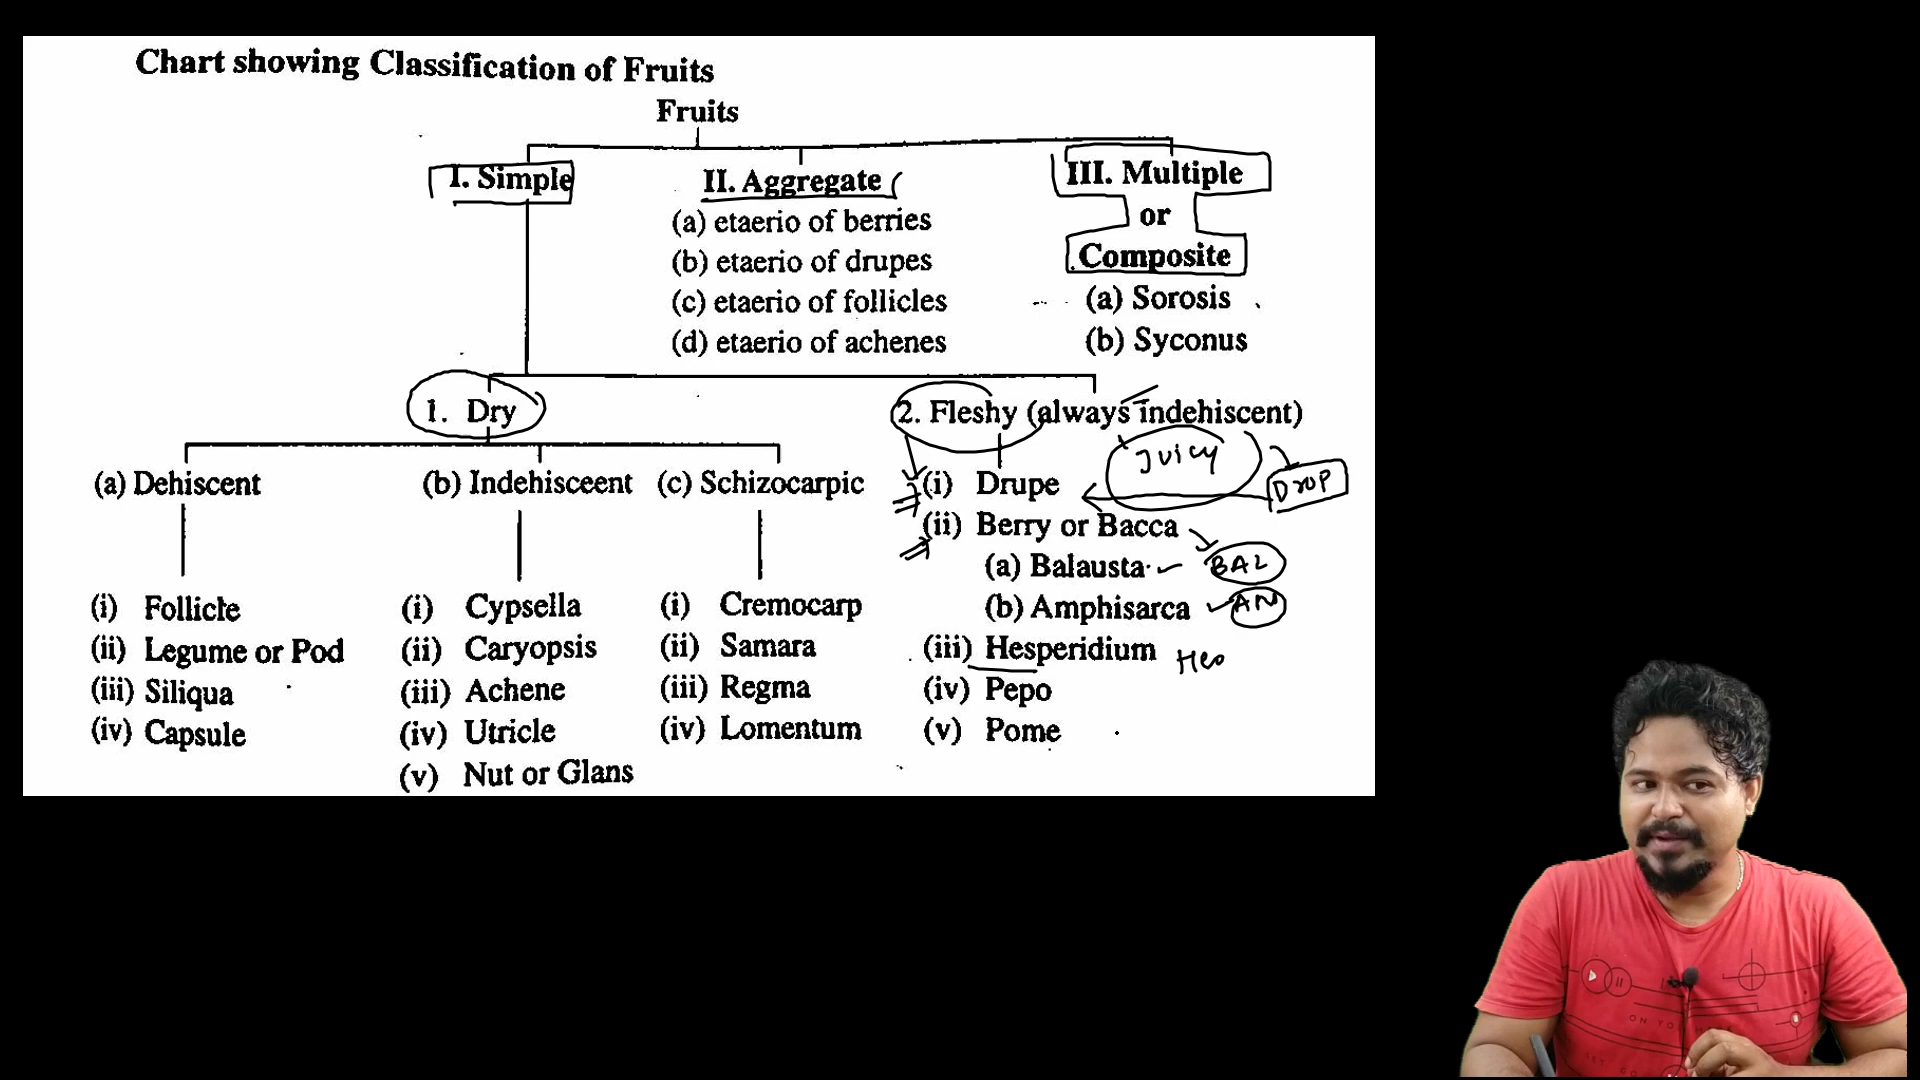 Chart showing Classification of Fruits
Fruits
I. Simple
II. Aggregate
(a) etaerio of berries
(b) etaerio of drupes
(c) etaerio of follicles
(d) etaerio of achenes
III. Multiple
or
Composite
(a) Sorosis
(b) Syconus
1. Dry
2. Fleshy (always indehiscent)
(a) Dehiscent
(i) Follicle
(ii) Legume or Pod
(iii) Siliqua
(iv) Capsule
(b) Indehisceent
(i) Cypsella
(ii) Caryopsis
(iii) Achene
(iv) Utricle
(v) Nut or Glans
(c) Schizocarpic
(i) Cremocarp
(ii) Samara
(iii) Regma
(iv) Lomentum
Juicy
(i) Drupe
Drup
(ii) Berry or Bacca
(a) Balausta
BAL
(b) Amphisarca
(iii) Hesperidium
(iv) Pepo
(v) Pome